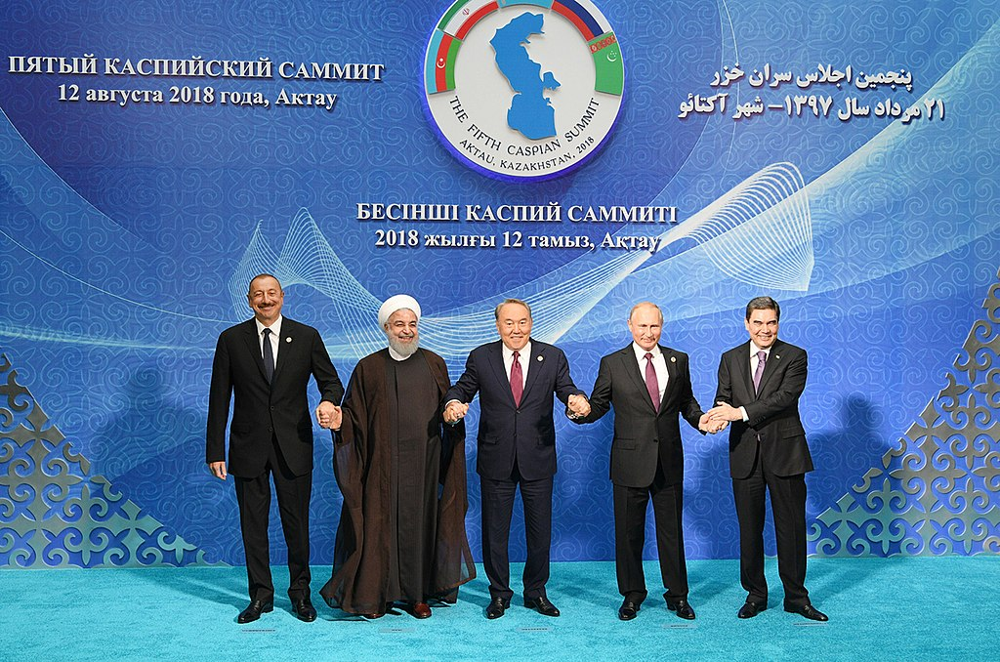 ПЯТЫЙ КАСПИЙСКИЙ САММИТ
12 августа 2018 года, Актау
THE FIFTH CASPIAN SUMMIT
AKTAU, KAZAKHSTAN, 2018
پنجمین اجلاس سران خزر
۲۱ مرداد سال ۱۳۹۷– شهر آکتائو
БЕСІНШІ КАСПИЙ САММИТІ
2018 жылғы 12 тамыз, Ақтау